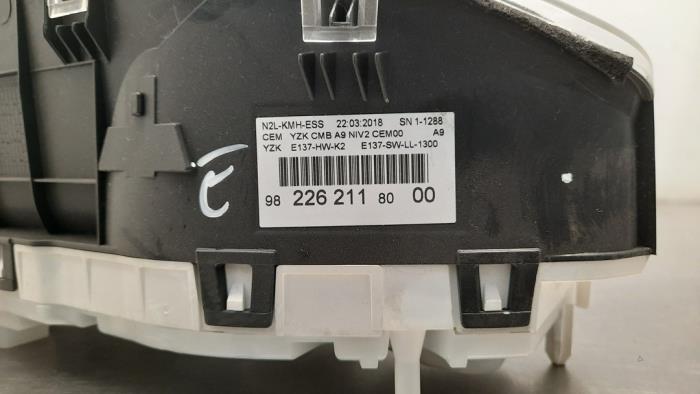 N2L-KMH-ESS 22:03:2018 SN 1-1288
CEM YZK CMB A9 NIV2 CEM00 A9
YZK E137-HW-K2 E137-SW-LL-1300
98 226 211 80 00